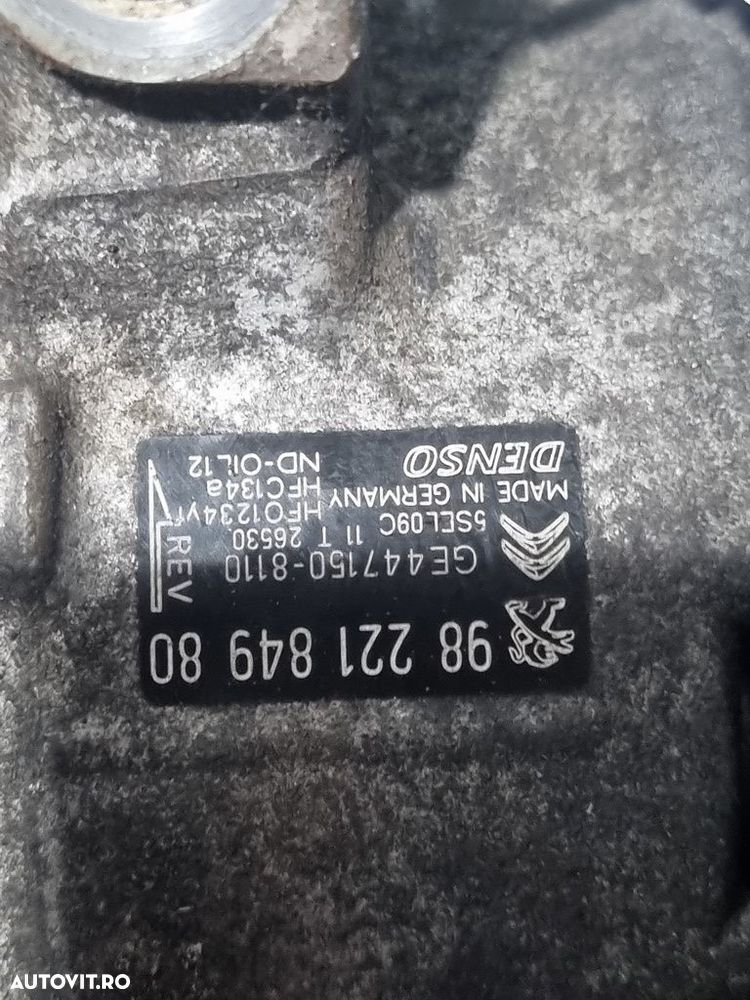 98 221 849 80
GE447150-8110
REV
5SEL09C 11 T 26530
MADE IN GERMANY
HFO1234yf
HFC134a
DENSO
ND-OIL12
AUTOVIT.RO